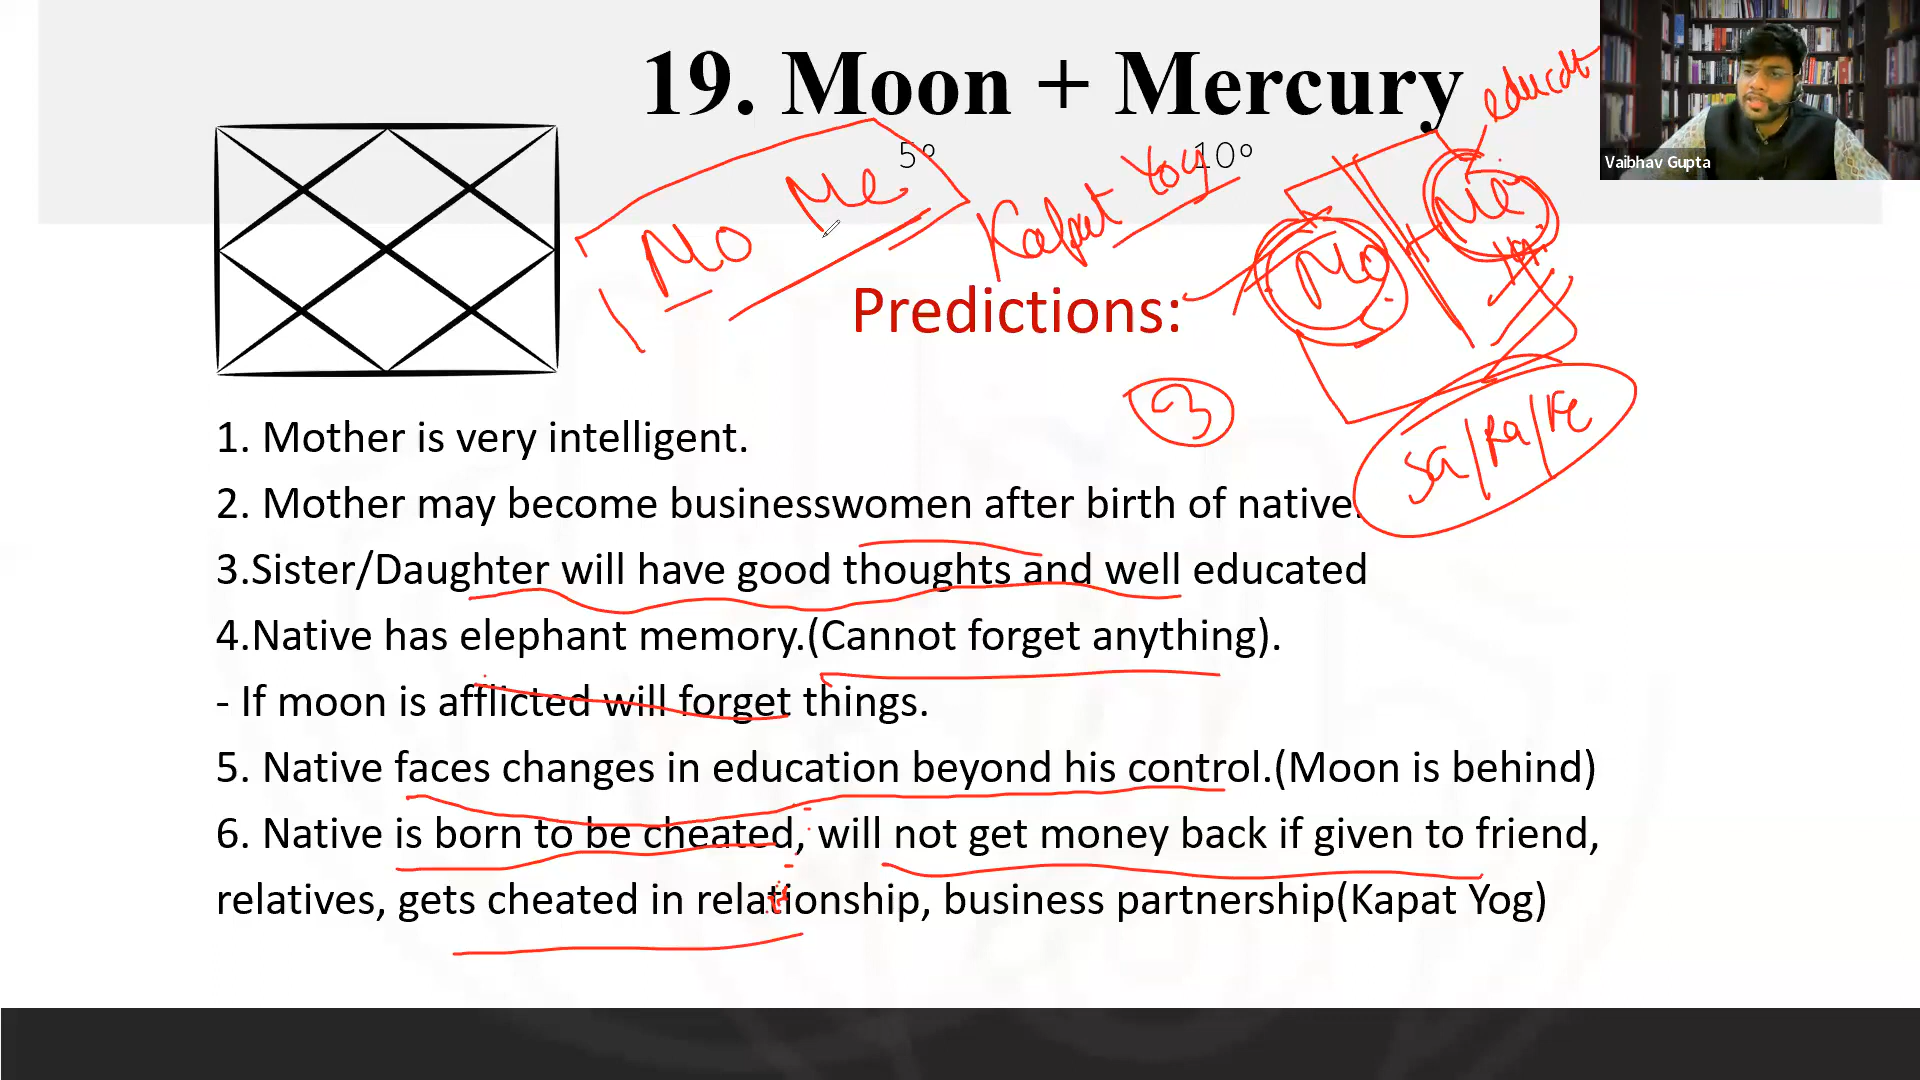 19. Moon + Mercury
educat
Vaibhav Gupta
5° 10°
Mo Me
Kapat Yog
Mo Me
Predictions:
3
Sa/Ra/Ke
1. Mother is very intelligent.
2. Mother may become businesswomen after birth of native.
3.Sister/Daughter will have good thoughts and well educated
4.Native has elephant memory.(Cannot forget anything).
- If moon is afflicted will forget things.
5. Native faces changes in education beyond his control.(Moon is behind)
6. Native is born to be cheated, will not get money back if given to friend,
relatives, gets cheated in relationship, business partnership(Kapat Yog)